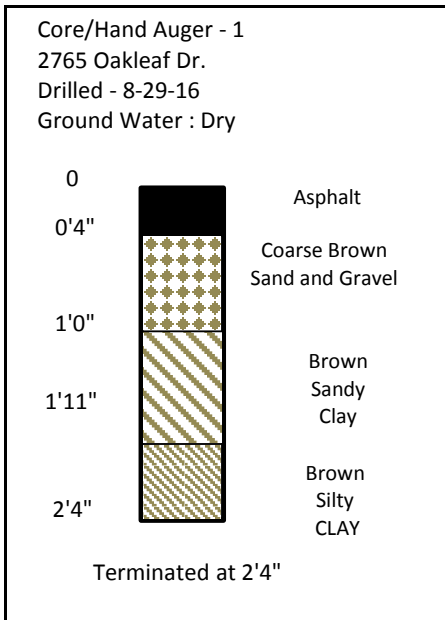 Core/Hand Auger - 1
2765 Oakleaf Dr.
Drilled - 8-29-16
Ground Water : Dry
0
Asphalt
0'4"
Coarse Brown
Sand and Gravel
1'0"
Brown
Sandy
Clay
1'11"
Brown
Silty
CLAY
2'4"
Terminated at 2'4"